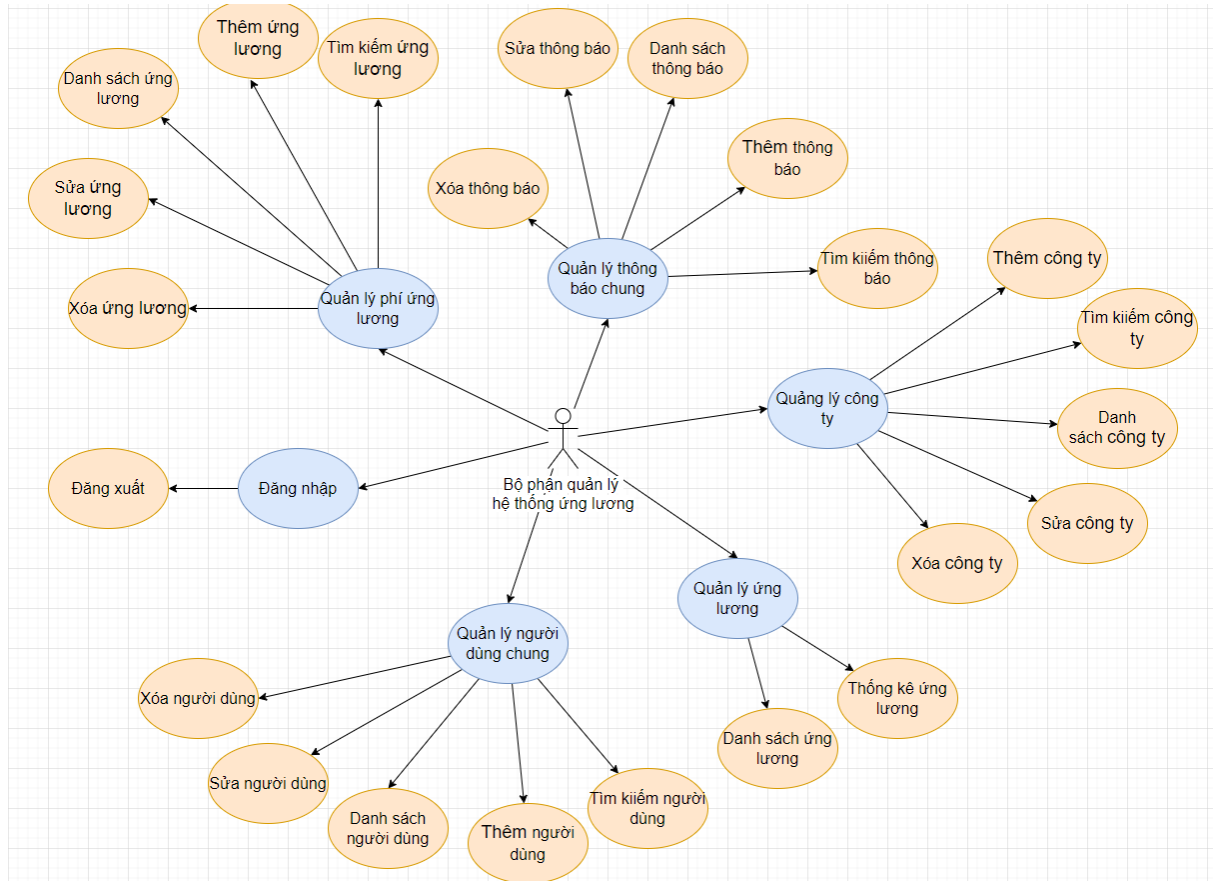 Thêm ứng
lương
Tìm kiếm ứng
lương
Sửa thông báo
Danh sách
thông báo
Danh sách ứng
lương
Thêm thông
báo
Xóa thông báo
Sửa ứng
lương
Tìm kiiếm thông
báo
Thêm công ty
Quản lý thông
báo chung
Xóa ứng lương
Quản lý phí ứng
lương
Tìm kiiếm công
ty
Quảng lý công
ty
Danh
sách công ty
Đăng xuất
Đăng nhập
Bộ phận quản lý
hệ thống ứng lương
Sửa công ty
Xóa công ty
Quản lý ứng
lương
Quản lý người
dùng chung
Xóa người dùng
Thống kê ứng
lương
Danh sách ứng
lương
Sửa người dùng
Tìm kiiếm người
dùng
Danh sách
người dùng
Thêm người
dùng